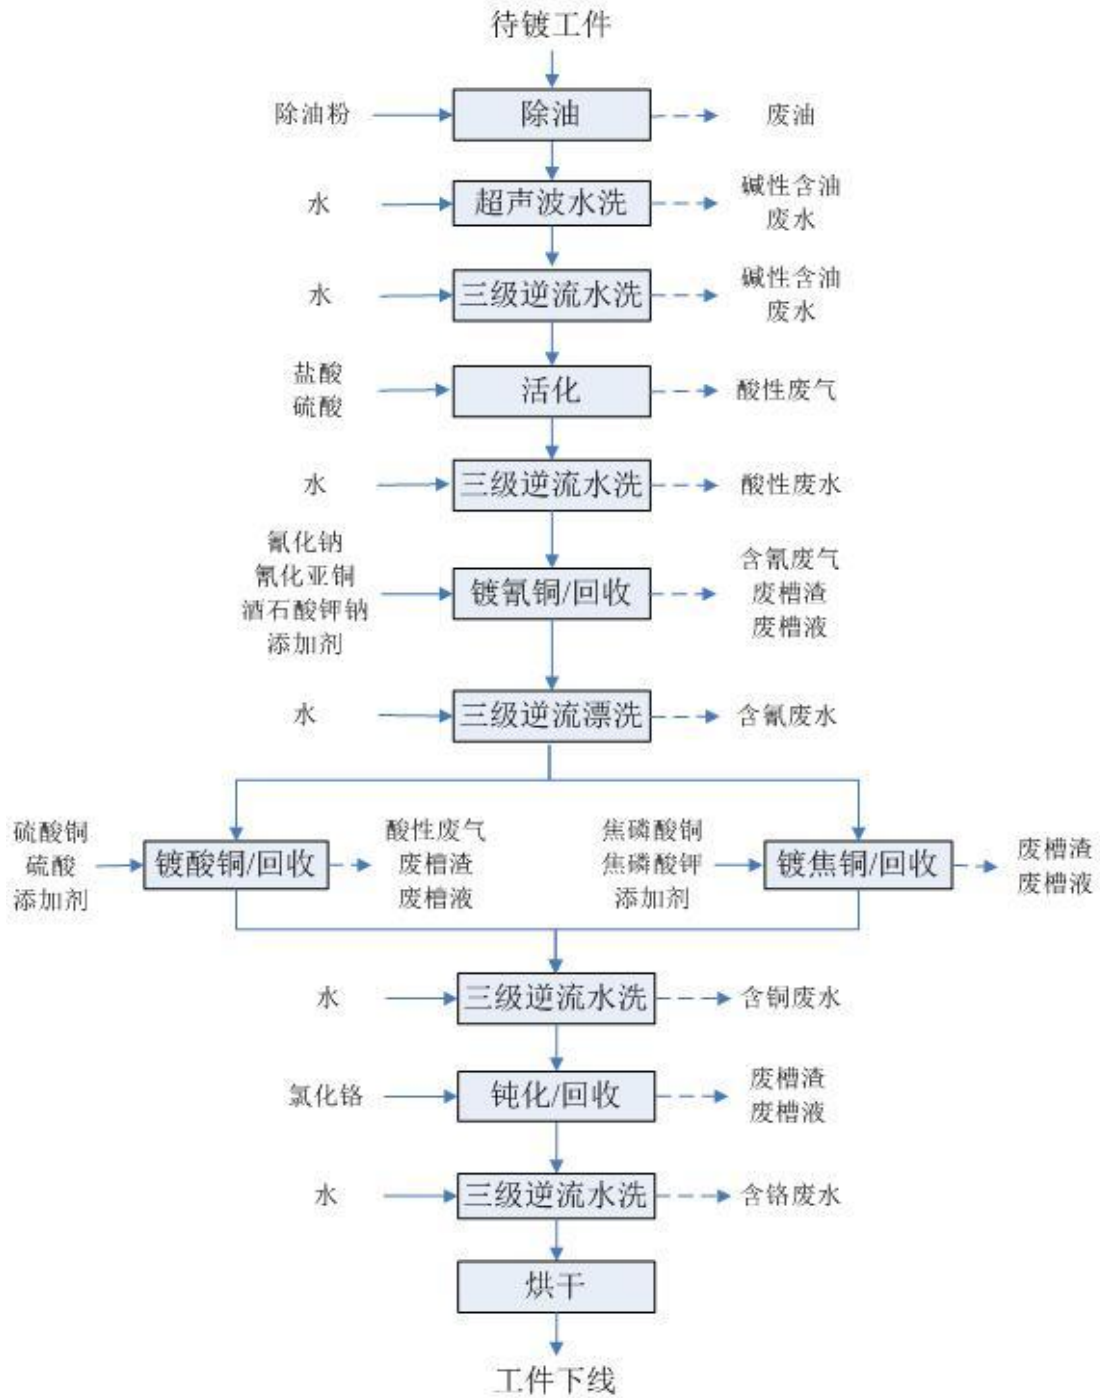 待镀工件
除油粉
除油
废油
水
超声波水洗
碱性含油
废水
水
三级逆流水洗
碱性含油
废水
盐酸
硫酸
活化
酸性废气
水
三级逆流水洗
酸性废水
氰化钠
氰化亚铜
酒石酸钾钠
添加剂
镀氰铜/回收
含氰废气
废槽渣
废槽液
水
三级逆流漂洗
含氰废水
硫酸铜
硫酸
添加剂
镀酸铜/回收
酸性废气
废槽渣
废槽液
焦磷酸铜
焦磷酸钾
添加剂
镀焦铜/回收
废槽渣
废槽液
水
三级逆流水洗
含铜废水
氯化铬
钝化/回收
废槽渣
废槽液
水
三级逆流水洗
含铬废水
烘干
工件下线